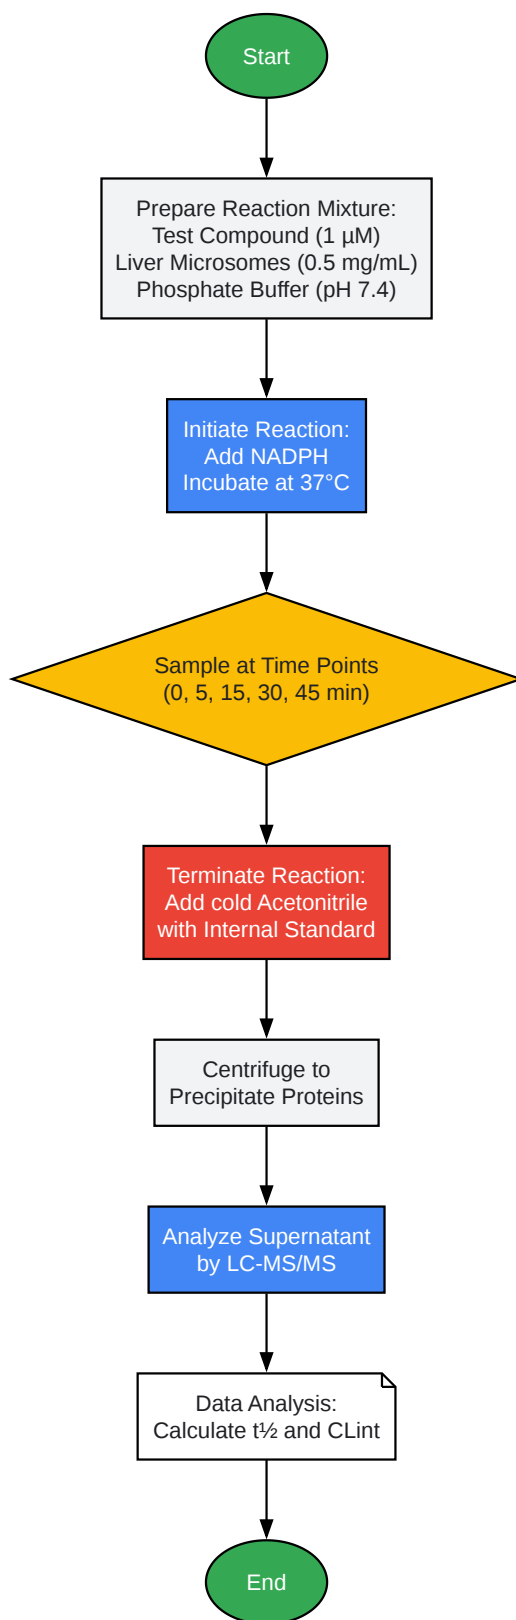 Start
Prepare Reaction Mixture:
Test Compound (1 µM)
Liver Microsomes (0.5 mg/mL)
Phosphate Buffer (pH 7.4)
Initiate Reaction:
Add NADPH
Incubate at 37°C
Sample at Time Points
(0, 5, 15, 30, 45 min)
Terminate Reaction:
Add cold Acetonitrile
with Internal Standard
Centrifuge to
Precipitate Proteins
Analyze Supernatant
by LC-MS/MS
Data Analysis:
Calculate t½ and CLint
End